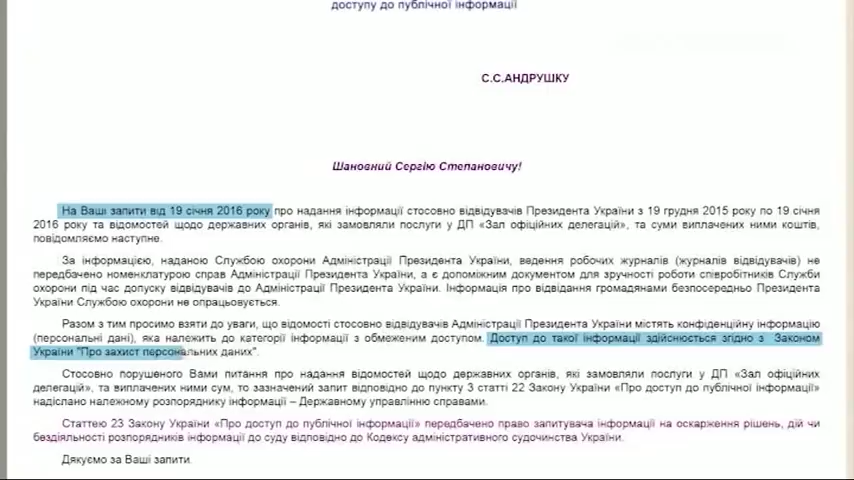 доступу до публічної інформації
С.С.АНДРУШКУ
Шановний Сергію Степановичу!
На Ваші запити від 19 січня 2016 року про надання інформації стосовно відвідувачів Президента України з 19 грудня 2015 року по 19 січня
2016 року та відомостей щодо державних органів, які замовляли послуги у ДП «Зал офіційних делегацій», та суми виплачених ними коштів,
повідомляємо наступне.
За інформацією, наданою Службою охорони Адміністрації Президента України, ведення робочих журналів (журналів відвідувачів) не
передбачено номенклатурою справ Адміністрації Президента України, а є допоміжним документом для зручності роботи співробітників Служби
охорони під час допуску відвідувачів до Адміністрації Президента України. Інформація про відвідання громадянами безпосередньо Президента
України Службою охорони не опрацьовується.
Разом з тим просимо взяти до уваги, що відомості стосовно відвідувачів Адміністрації Президента України містять конфіденційну інформацію
(персональні дані), яка належить до категорії інформації з обмеженим доступом. Доступ до такої інформації здійснюється згідно з Законом
України "Про захист персональних даних".
Стосовно порушеного Вами питання про надання відомостей щодо державних органів, які замовляли послуги у ДП «Зал офіційних
делегацій», та виплачених ними сум, то зазначений запит відповідно до пункту 3 статті 22 Закону України «Про доступ до публічної інформації»
надіслано належному розпоряднику інформації – Державному управлінню справами.
Статтею 23 Закону України «Про доступ до публічної інформації» передбачено право запитувача інформації на оскарження рішень, дій чи
бездіяльності розпорядників інформації до суду відповідно до Кодексу адміністративного судочинства України.
Дякуємо за Ваші запити.